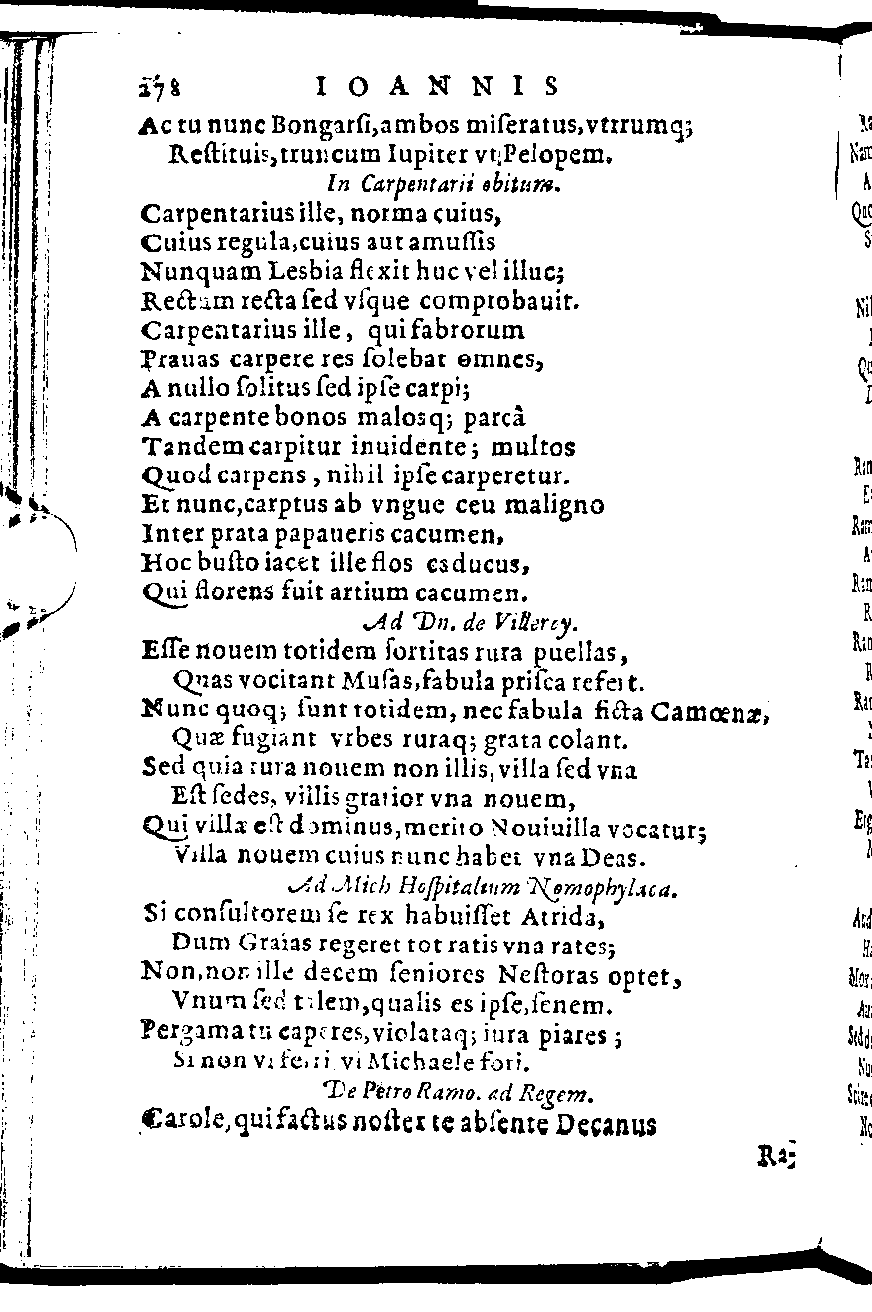 278 IOANNIS
Ac tu nunc Bongarſi, ambos miſeratus, vtrumq;
Reſtituis, truncum Iupiter vt Pelopem.
In Carpentarii obitum.
Carpentarius ille, norma cuius,
Cuius regula, cuius aut amuſſis
Nunquam Lesbia flexit huc vel illuc;
Rectum recta ſed vſque comprobauit.
Carpentarius ille, qui fabrorum
Prauas carpere res ſolebat omnes,
A nullo ſolitus ſed ipſe carpi;
A carpente bonos malosq; parcâ
Tandem carpitur inuidente; multos
Quod carpens, nihil ipſe carperetur.
Et nunc, carptus ab vngue ceu maligno
Inter prata papaueris cacumen,
Hoc buſto iacet ille flos caducus,
Qui florens fuit artium cacumen.
Ad Dn. de Villeroy.
Eſſe nouem totidem ſortitas rura puellas,
Quas vocitant Muſas, fabula priſca refert.
Nunc quoq; ſunt totidem, nec fabula ficta Camœnæ,
Quæ fugiant vrbes ruraq; grata colant.
Sed quia rura nouem non illis, villa ſed vna
Eſt ſedes, villis gratior vna nouem,
Qui villæ eſt dominus, merito Nouiuilla vocatur;
Villa nouem cuius nunc habet vna Deas.
Ad Mich Hoſpitalium Nomophylaca.
Si conſultorem ſe rex habuiſſet Atrida,
Dum Graias regeret tot ratis vna rates;
Non, non ille decem ſeniores Neſtoras optet,
Vnum ſed talem, qualis es ipſe, ſenem.
Pergama tu caperes, violataq; iura piares;
Si non vi ferri, vi Michaele fori.
De Petro Ramo. ad Regem.
Carole, qui factus noſter te abſente Decanus
Ra-